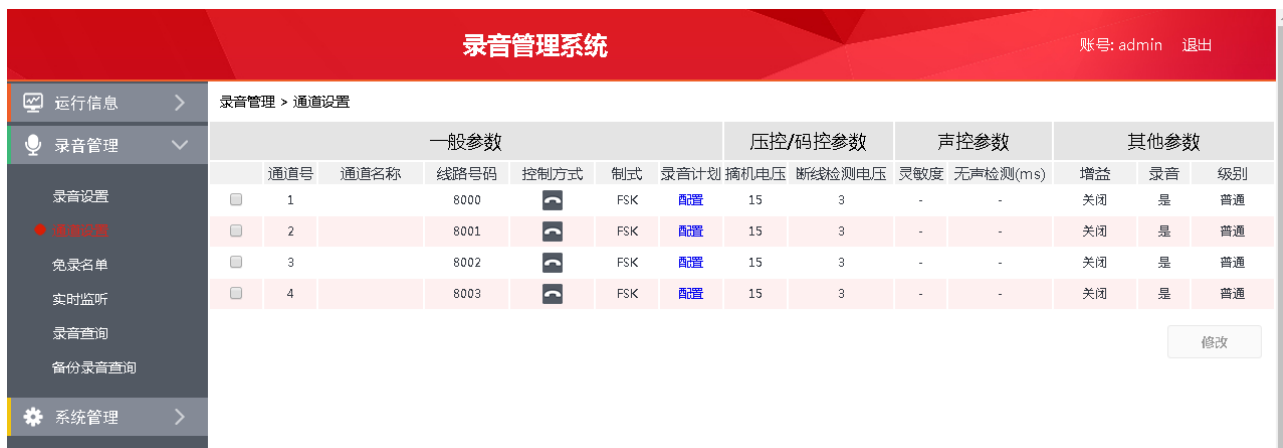 录音管理系统
账号: admin 退出
运行信息
录音管理
录音设置
通道设置
免录名单
实时监听
录音查询
备份录音查询
系统管理
录音管理 > 通道设置
一般参数 压控/码控参数 声控参数 其他参数
通道号 通道名称 线路号码 控制方式 制式 录音计划 摘机电压 断线检测电压 灵敏度 无声检测(ms) 增益 录音 级别
1 8000 FSK 配置 15 3 - - 关闭 是 普通
2 8001 FSK 配置 15 3 - - 关闭 是 普通
3 8002 FSK 配置 15 3 - - 关闭 是 普通
4 8003 FSK 配置 15 3 - - 关闭 是 普通
修改